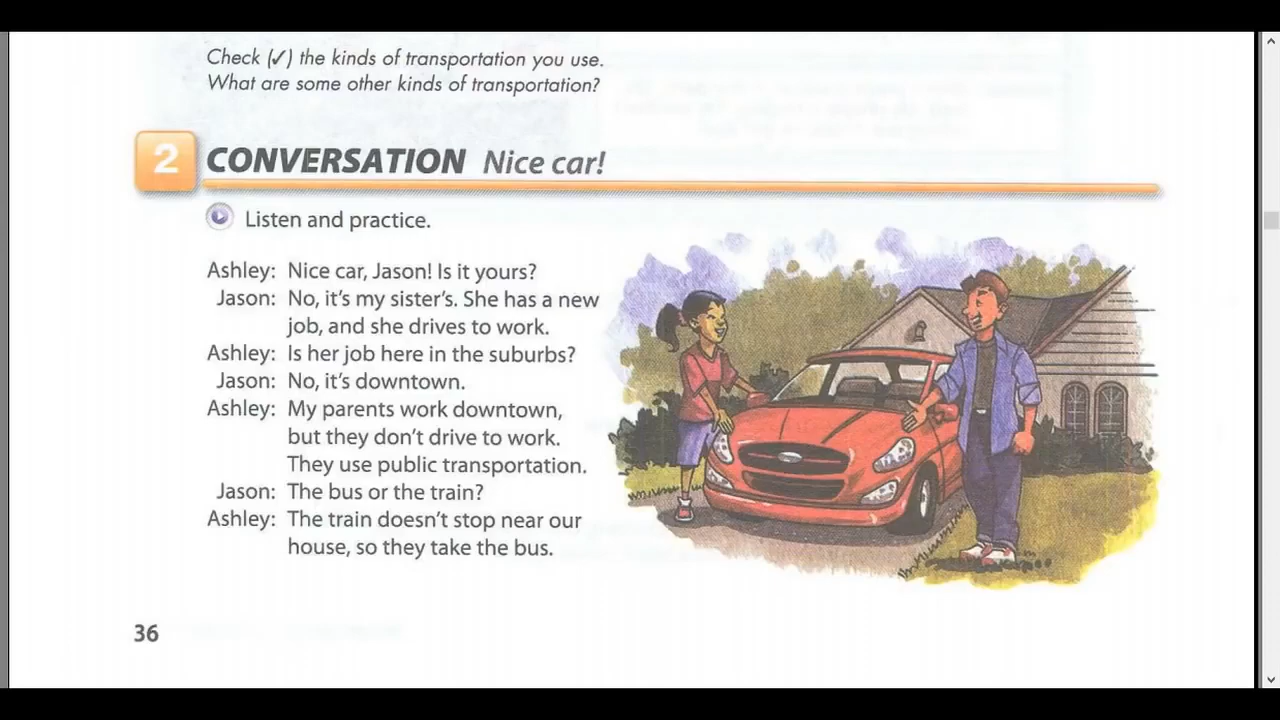 Check (✓) the kinds of transportation you use.
What are some other kinds of transportation?
2 CONVERSATION Nice car!
Listen and practice.
Ashley: Nice car, Jason! Is it yours?
Jason: No, it's my sister's. She has a new
job, and she drives to work.
Ashley: Is her job here in the suburbs?
Jason: No, it's downtown.
Ashley: My parents work downtown,
but they don't drive to work.
They use public transportation.
Jason: The bus or the train?
Ashley: The train doesn't stop near our
house, so they take the bus.
36